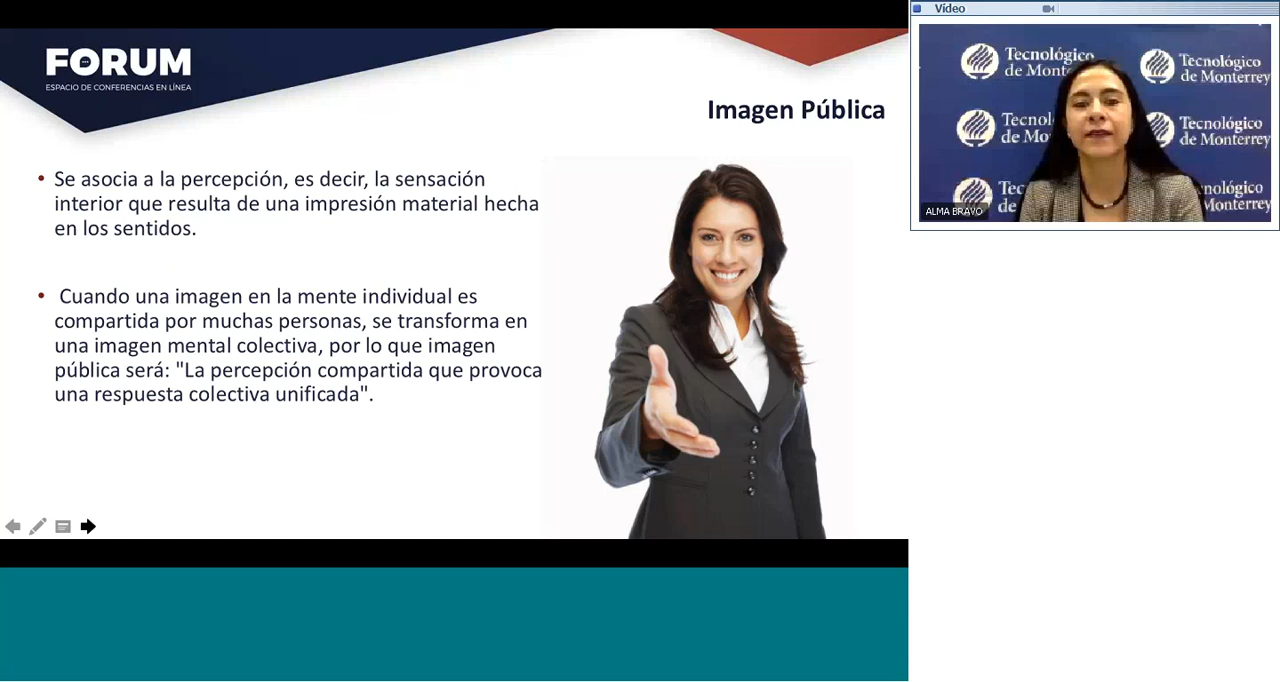 FORUM
ESPACIO DE CONFERENCIAS EN LÍNEA
Imagen Pública
• Se asocia a la percepción, es decir, la sensación
interior que resulta de una impresión material hecha
en los sentidos.
• Cuando una imagen en la mente individual es
compartida por muchas personas, se transforma en
una imagen mental colectiva, por lo que imagen
pública será: "La percepción compartida que provoca
una respuesta colectiva unificada".
Vídeo
Tecnológico
de Monte
Tecnológico
de Monterrey
Tecnol
de Mo
Tecnológico
de Monterrey
Tec
de
nológico
Monterrey
ALMA BRAVO